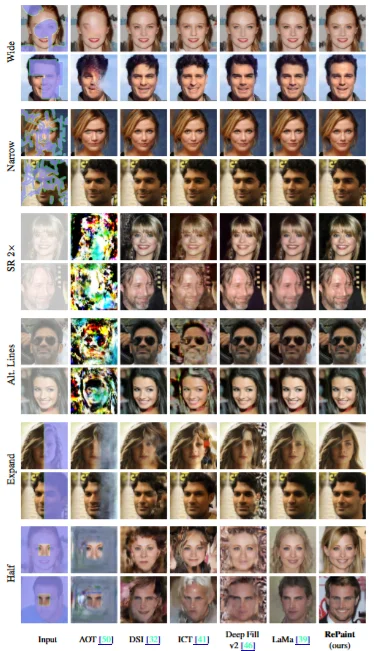 Wide
Narrow
SR 2×
Alt. Lines
Expand
Half
Input AOT [50] DSI [32] ICT [41] Deep Fill v2 [46] LaMa [39] RePaint (ours)